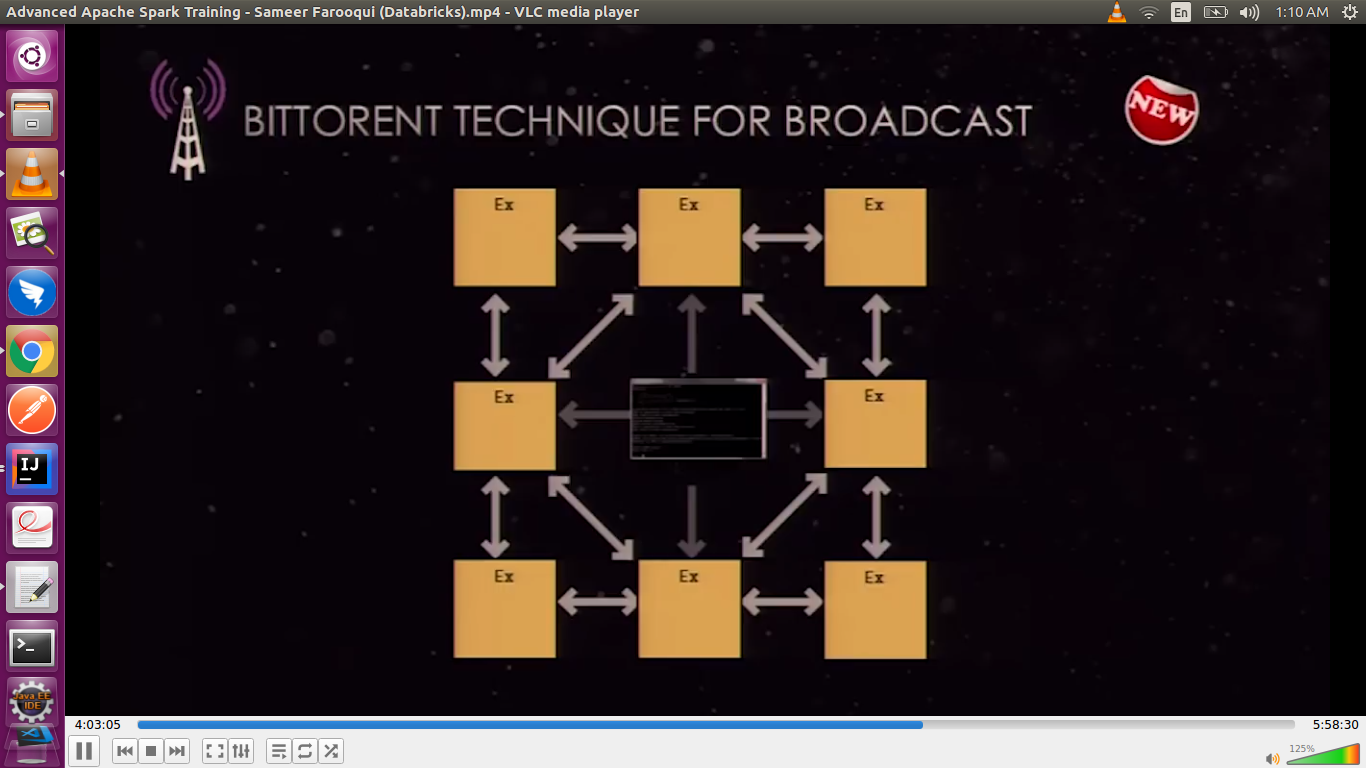 Advanced Apache Spark Training - Sameer Farooqui (Databricks).mp4 - VLC media player
En
1:10 AM
BITTORENT TECHNIQUE FOR BROADCAST
NEW
Ex Ex Ex
Ex Ex
Ex Ex Ex
IJ
>_
Java EE
IDE
4:03:05
5:58:30
125%